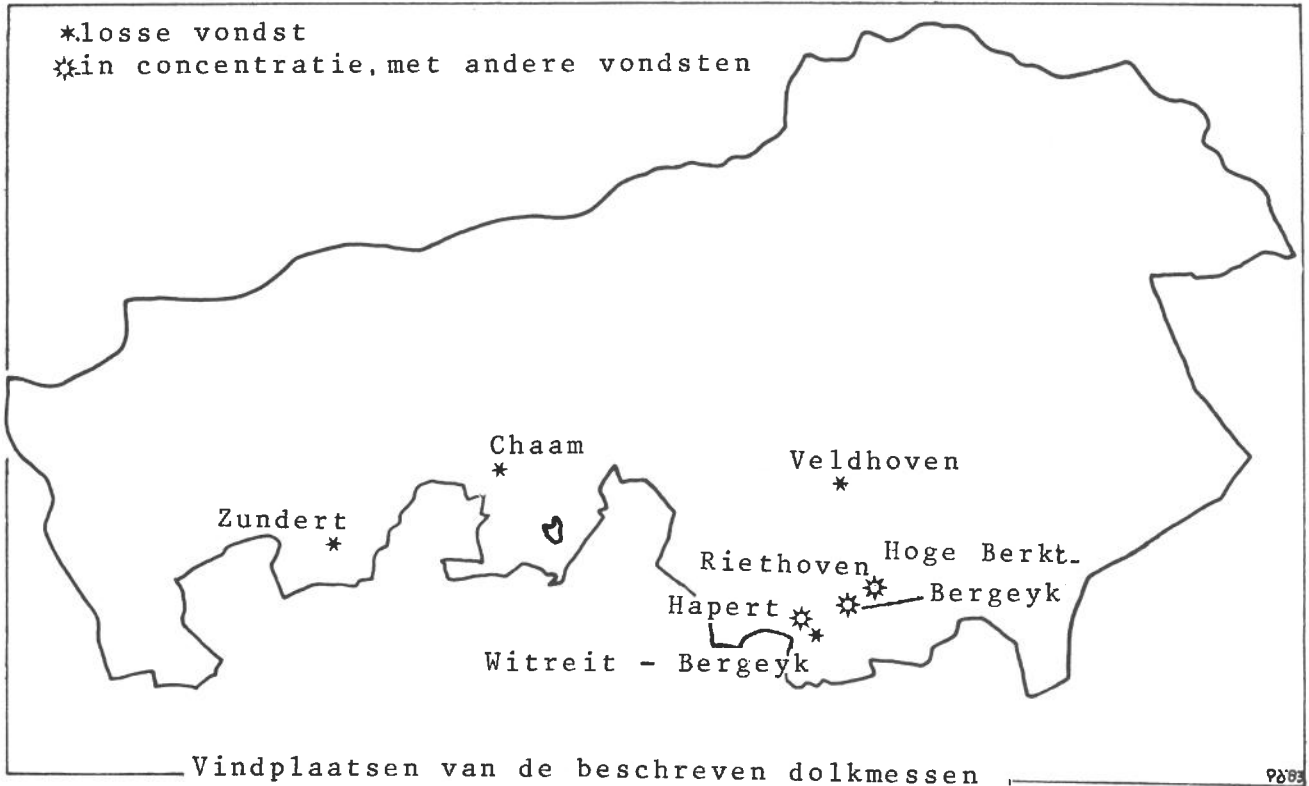 *.losse vondst
☼.in concentratie, met andere vondsten
Chaam
Veldhoven
Zundert
Riethoven
Hoge Berkt-
Bergeyk
Hapert
Witreit - Bergeyk
Vindplaatsen van de beschreven dolkmessen